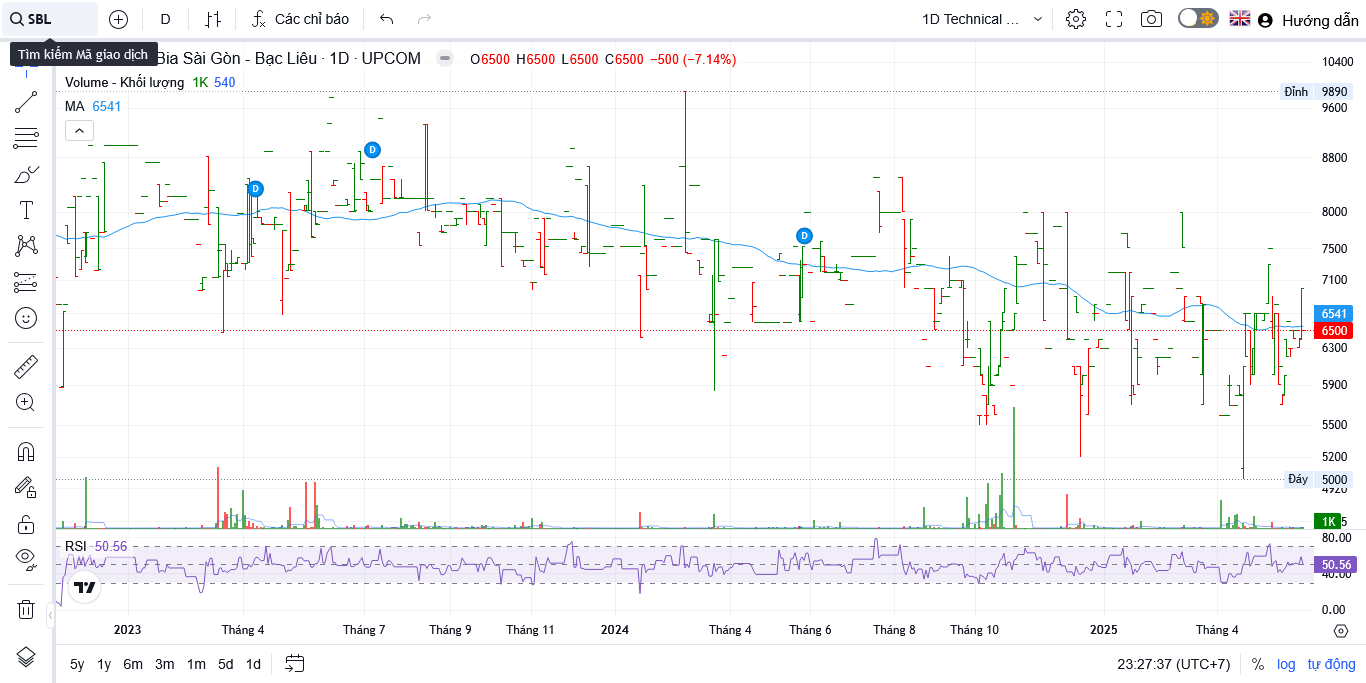 SBL
D
Các chỉ báo
1D Technical ...
Hướng dẫn
Tìm kiếm Mã giao dịch
Bia Sài Gòn - Bạc Liêu · 1D · UPCOM
O6500 H6500 L6500 C6500 −500 (−7.14%)
Volume - Khối lượng 1K 540
MA 6541
10400
Đỉnh 9890
9600
8800
8000
7500
7100
6541
6500
6300
5900
5500
5200
Đáy 5000
4920
1K
D
D
D
RSI 50.56
80.00
50.56
40.00
0.00
2023 Tháng 4 Tháng 7 Tháng 9 Tháng 11 2024 Tháng 4 Tháng 6 Tháng 8 Tháng 10 2025 Tháng 4
5y 1y 6m 3m 1m 5d 1d
23:27:37 (UTC+7) % log tự động